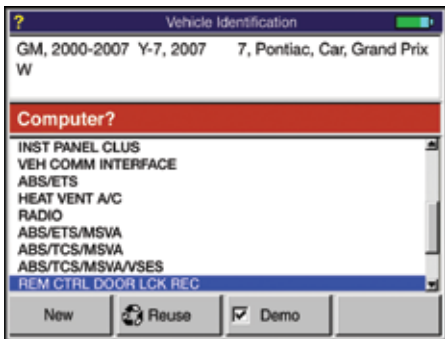 ? Vehicle Identification
GM, 2000-2007 Y-7, 2007 7, Pontiac, Car, Grand Prix
W
Computer?
INST PANEL CLUS
VEH COMM INTERFACE
ABS/ETS
HEAT VENT A/C
RADIO
ABS/ETS/MSVA
ABS/TCS/MSVA
ABS/TCS/MSVA/VSES
REM CTRL DOOR LCK REC
New Reuse Demo